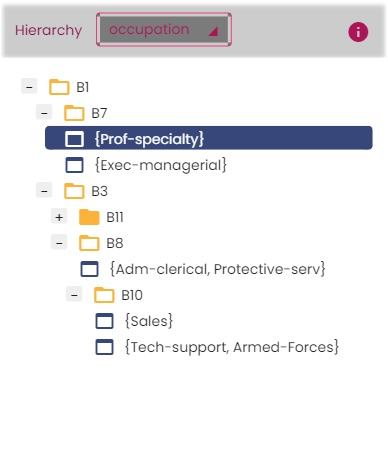 Hierarchy occupation
- B1
- B7
{Prof-specialty}
{Exec-managerial}
- B3
+ B11
- B8
{Adm-clerical, Protective-serv}
- B10
{Sales}
{Tech-support, Armed-Forces}